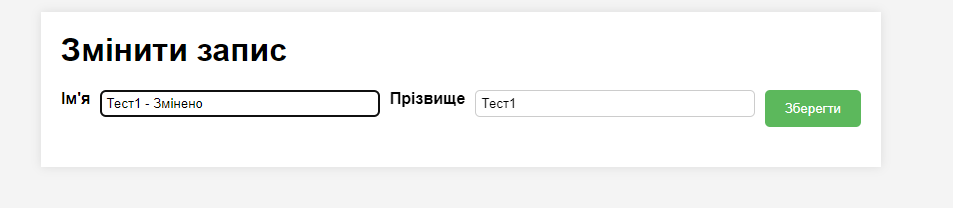 Змінити запис
Ім'я Тест1 - Змінено Прізвище Тест1 Зберегти